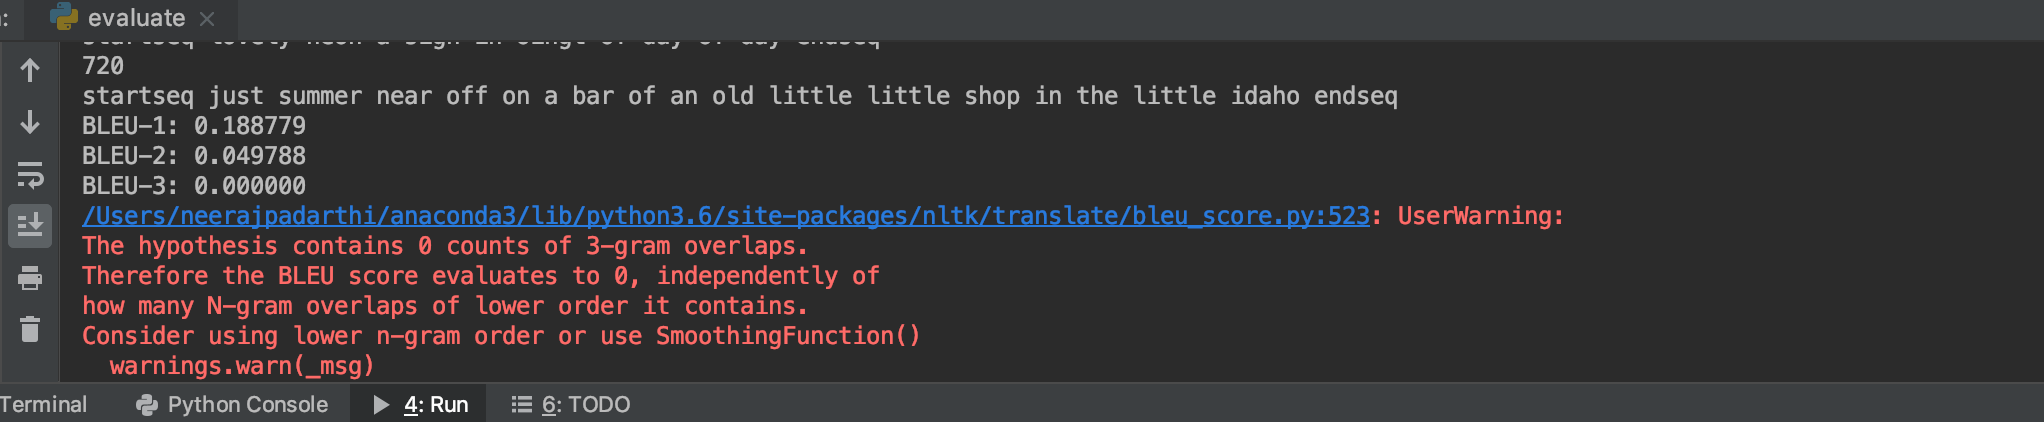 evaluate
720
startseq just summer near off on a bar of an old little little shop in the little idaho endseq
BLEU-1: 0.188779
BLEU-2: 0.049788
BLEU-3: 0.000000
/Users/neerajpadarthi/anaconda3/lib/python3.6/site-packages/nltk/translate/bleu_score.py:523: UserWarning:
The hypothesis contains 0 counts of 3-gram overlaps.
Therefore the BLEU score evaluates to 0, independently of
how many N-gram overlaps of lower order it contains.
Consider using lower n-gram order or use SmoothingFunction()
warnings.warn(_msg)
Terminal Python Console 4: Run 6: TODO